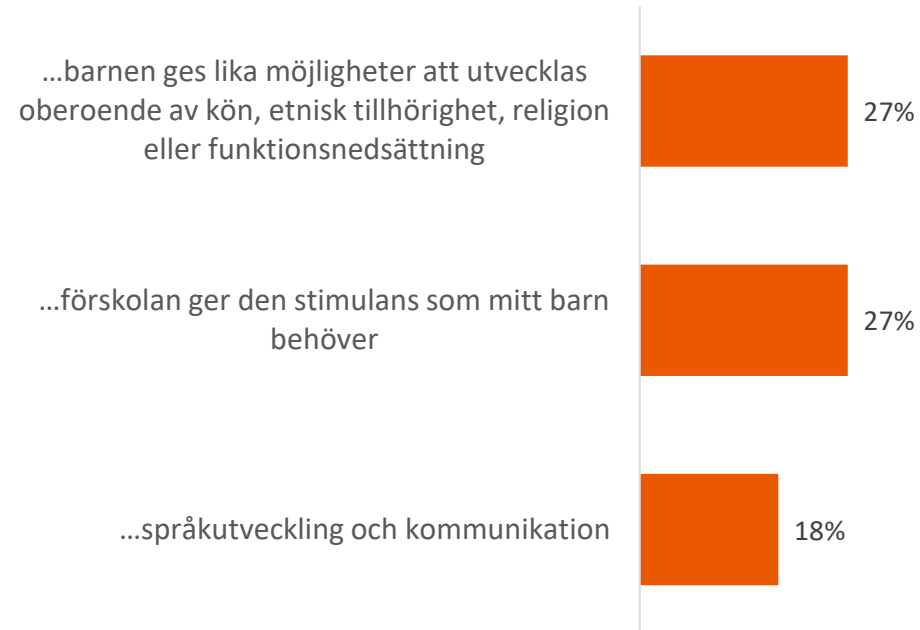 ...barnen ges lika möjligheter att utvecklas
oberoende av kön, etnisk tillhörighet, religion
eller funktionsnedsättning
27%
...förskolan ger den stimulans som mitt barn
behöver
27%
...språkutveckling och kommunikation
18%